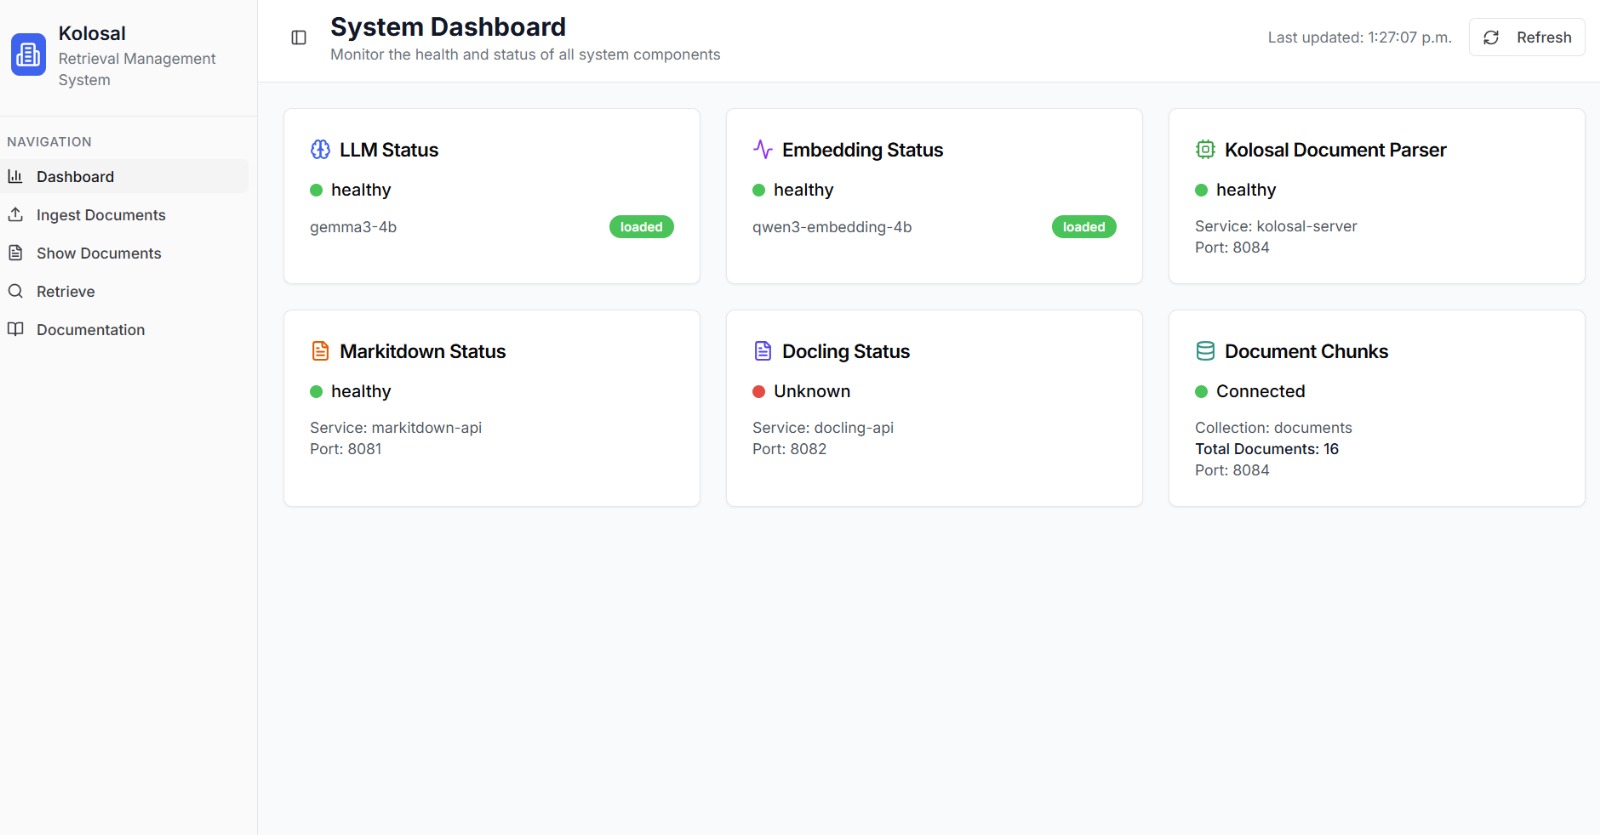 Kolosal
Retrieval Management
System
NAVIGATION
Dashboard
Ingest Documents
Show Documents
Retrieve
Documentation
System Dashboard
Monitor the health and status of all system components
Last updated: 1:27:07 p.m.
Refresh
LLM Status
healthy
gemma3-4b
loaded
Embedding Status
healthy
qwen3-embedding-4b
loaded
Kolosal Document Parser
healthy
Service: kolosal-server
Port: 8084
Markitdown Status
healthy
Service: markitdown-api
Port: 8081
Docling Status
Unknown
Service: docling-api
Port: 8082
Document Chunks
Connected
Collection: documents
Total Documents: 16
Port: 8084